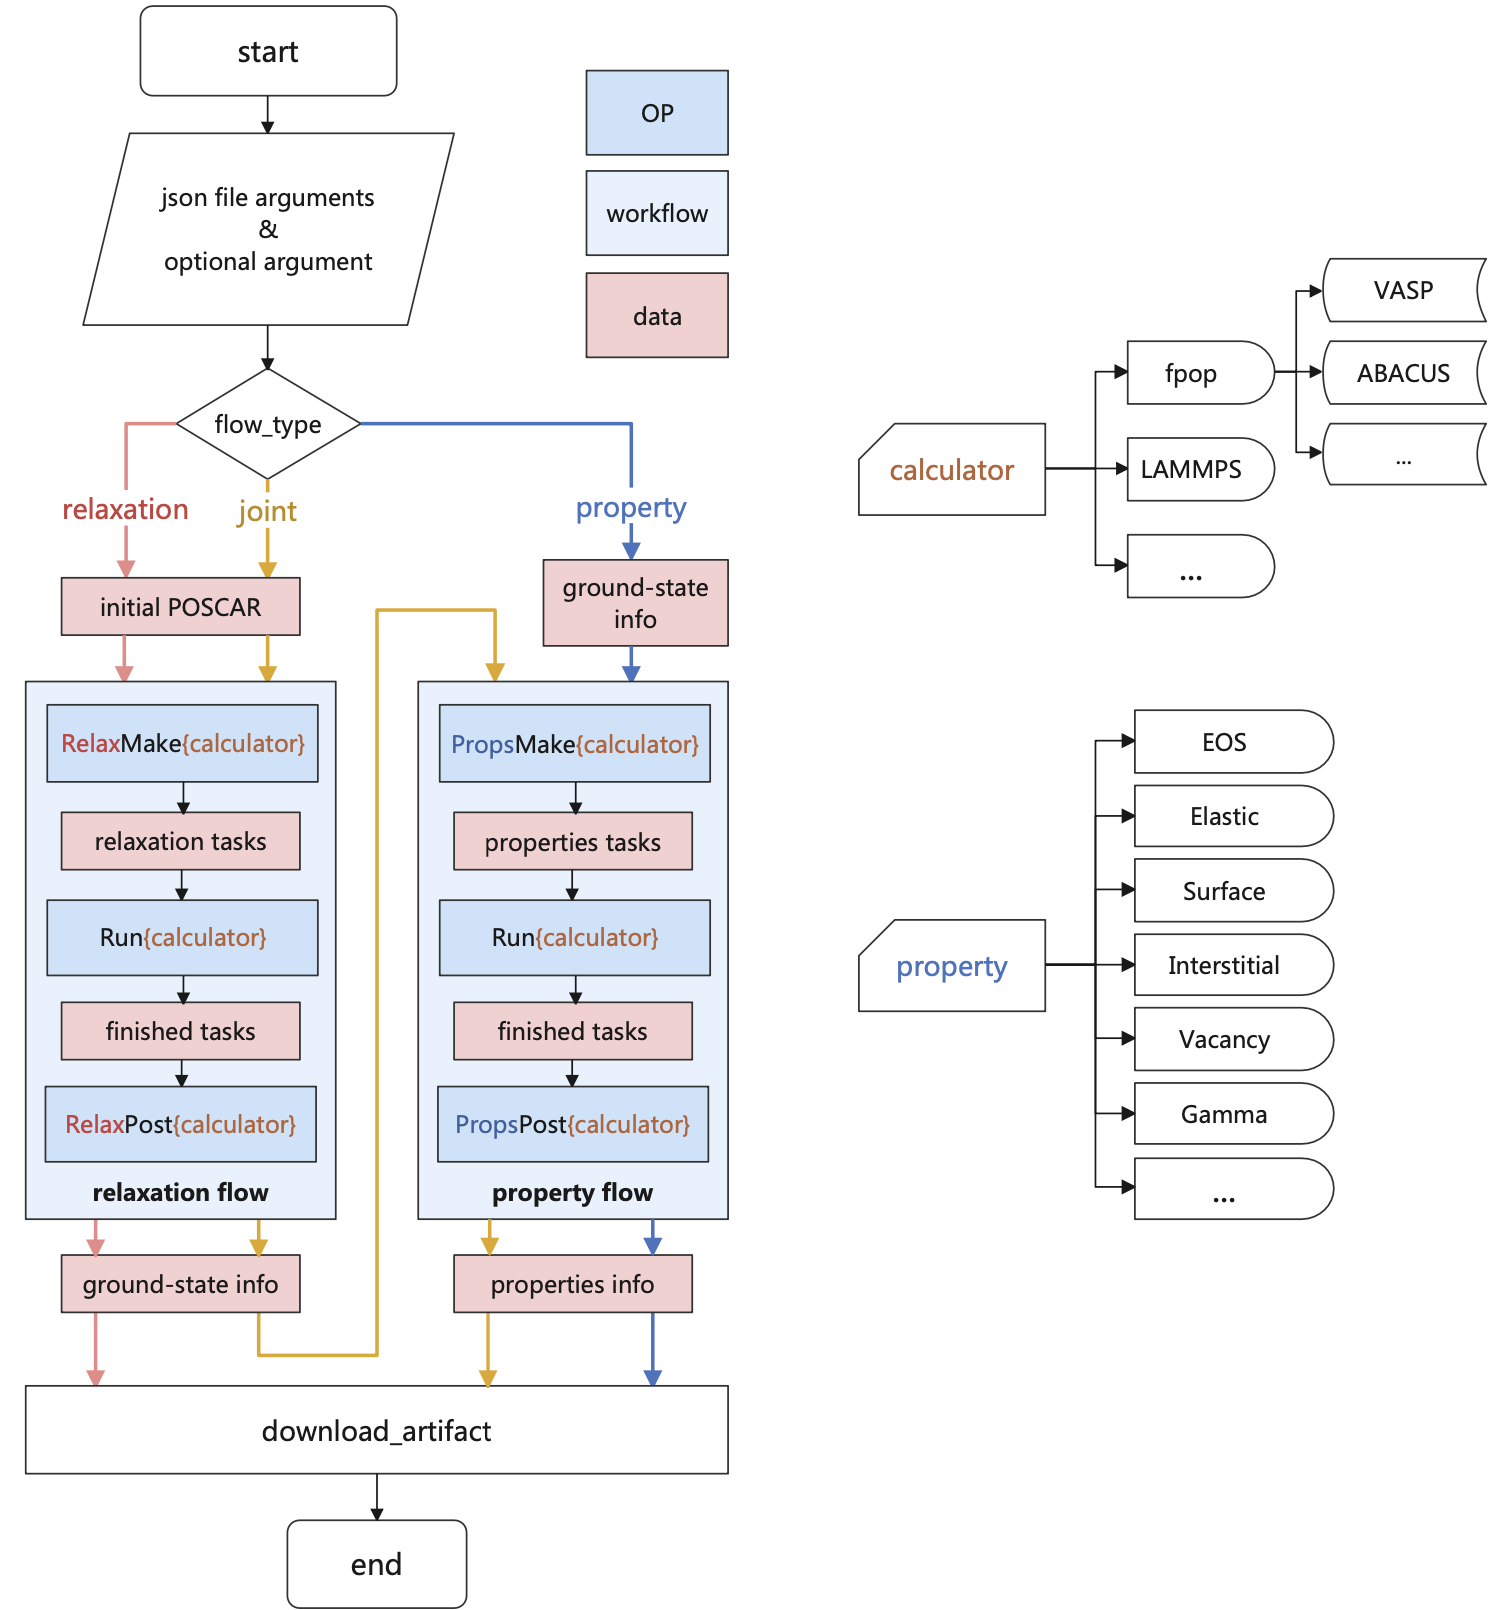 start
json file arguments
&
optional argument
flow_type
relaxation
joint
property
initial POSCAR
ground-state
info
RelaxMake{calculator}
relaxation tasks
Run{calculator}
finished tasks
RelaxPost{calculator}
relaxation flow
ground-state info
PropsMake{calculator}
properties tasks
Run{calculator}
finished tasks
PropsPost{calculator}
property flow
properties info
download_artifact
end
OP
workflow
data
calculator
fpop
LAMMPS
...
VASP
ABACUS
...
property
EOS
Elastic
Surface
Interstitial
Vacancy
Gamma
...